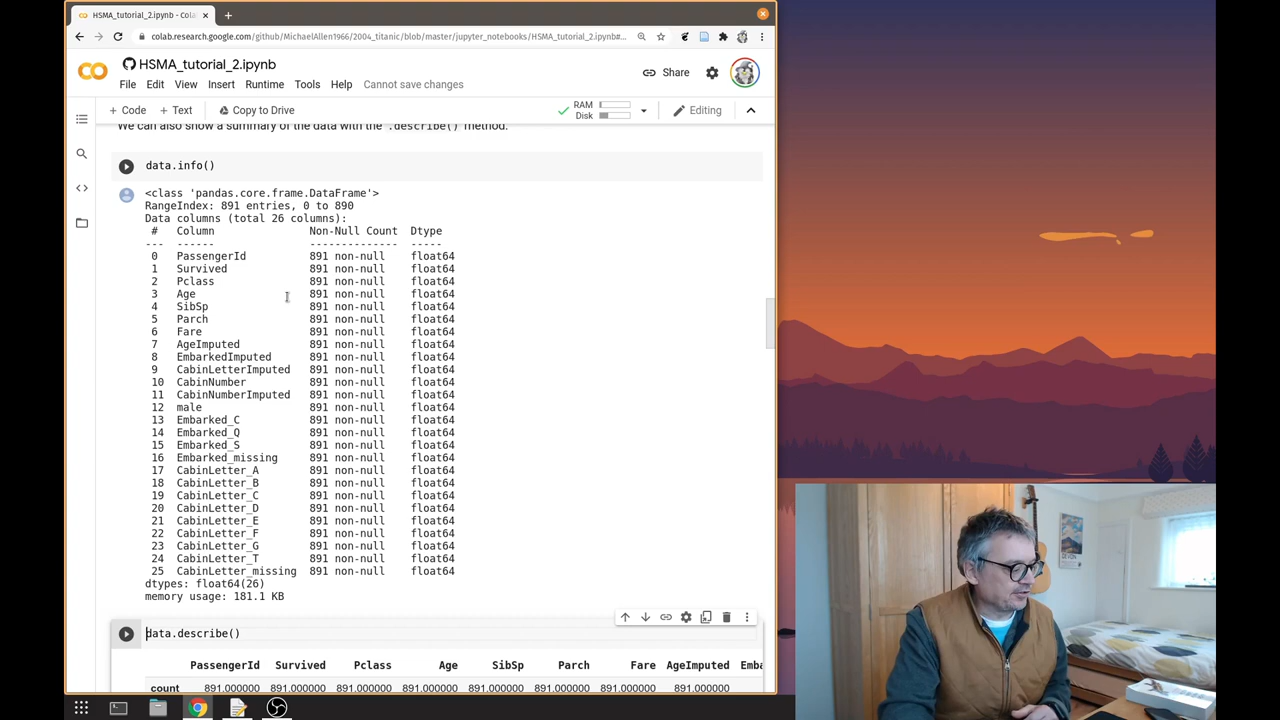 HSMA_tutorial_2.ipynb - Cola
colab.research.google.com/github/MichaelAllen1966/2004_titanic/blob/master/jupyter_notebooks/HSMA_tutorial_2.ipynb#...
HSMA_tutorial_2.ipynb
Share
File Edit View Insert Runtime Tools Help Cannot save changes
+ Code + Text Copy to Drive RAM Disk Editing
We can also show a summary of the data with the .describe() method.
data.info()
<class 'pandas.core.frame.DataFrame'>
RangeIndex: 891 entries, 0 to 890
Data columns (total 26 columns):
# Column Non-Null Count Dtype
--- ------ -------------- -----
0 PassengerId 891 non-null float64
1 Survived 891 non-null float64
2 Pclass 891 non-null float64
3 Age 891 non-null float64
4 SibSp 891 non-null float64
5 Parch 891 non-null float64
6 Fare 891 non-null float64
7 AgeImputed 891 non-null float64
8 EmbarkedImputed 891 non-null float64
9 CabinLetterImputed 891 non-null float64
10 CabinNumber 891 non-null float64
11 CabinNumberImputed 891 non-null float64
12 male 891 non-null float64
13 Embarked_C 891 non-null float64
14 Embarked_Q 891 non-null float64
15 Embarked_S 891 non-null float64
16 Embarked_missing 891 non-null float64
17 CabinLetter_A 891 non-null float64
18 CabinLetter_B 891 non-null float64
19 CabinLetter_C 891 non-null float64
20 CabinLetter_D 891 non-null float64
21 CabinLetter_E 891 non-null float64
22 CabinLetter_F 891 non-null float64
23 CabinLetter_G 891 non-null float64
24 CabinLetter_T 891 non-null float64
25 CabinLetter_missing 891 non-null float64
dtypes: float64(26)
memory usage: 181.1 KB
data.describe()
PassengerId Survived Pclass Age SibSp Parch Fare AgeImputed Emba
count 891.000000 891.000000 891.000000 891.000000 891.000000 891.000000 891.000000 891.000000
DEVON